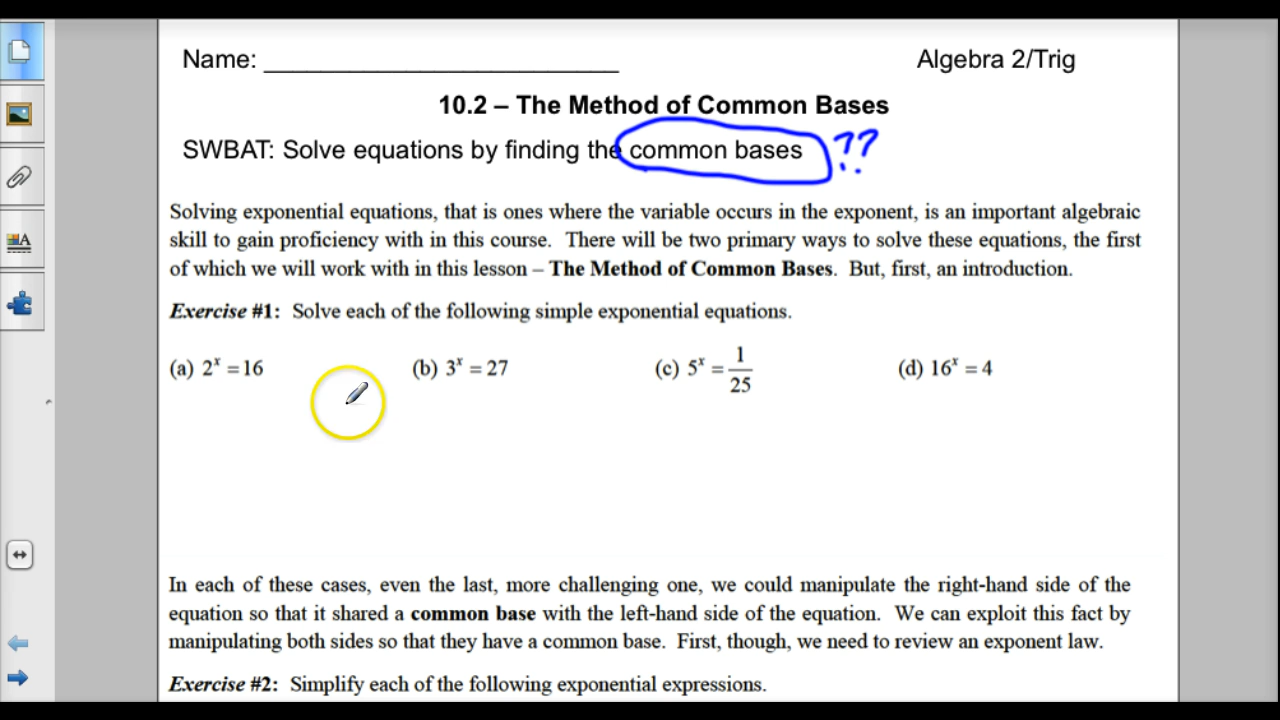 Name: _________________________ Algebra 2/Trig
10.2 – The Method of Common Bases
SWBAT: Solve equations by finding the common bases ??
Solving exponential equations, that is ones where the variable occurs in the exponent, is an important algebraic
skill to gain proficiency with in this course. There will be two primary ways to solve these equations, the first
of which we will work with in this lesson – The Method of Common Bases. But, first, an introduction.
Exercise #1: Solve each of the following simple exponential equations.
(a) 2ˣ = 16 (b) 3ˣ = 27 (c) 5ˣ = 1/25 (d) 16ˣ = 4
In each of these cases, even the last, more challenging one, we could manipulate the right-hand side of the
equation so that it shared a common base with the left-hand side of the equation. We can exploit this fact by
manipulating both sides so that they have a common base. First, though, we need to review an exponent law.
Exercise #2: Simplify each of the following exponential expressions.